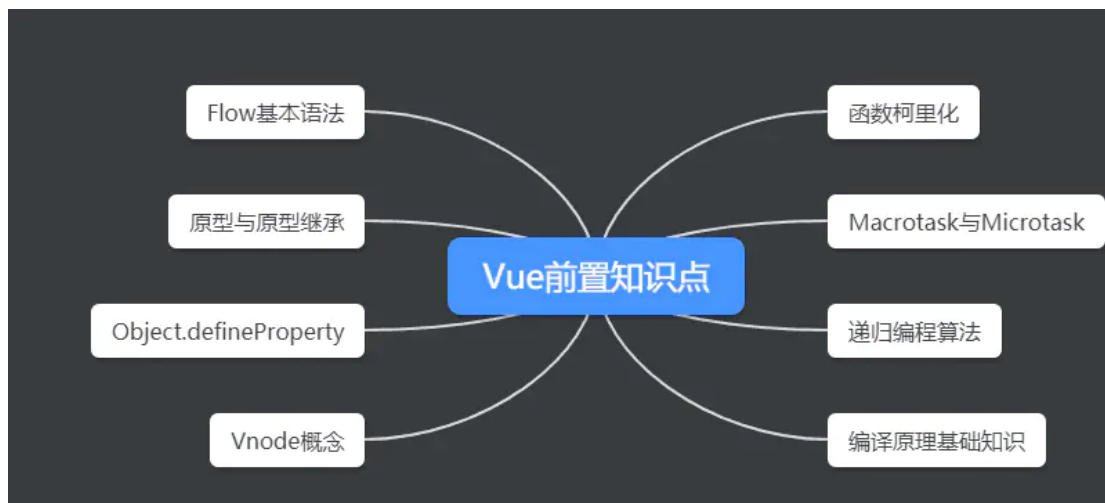 Flow基本语法
函数柯里化
原型与原型继承
Macrotask与Microtask
Vue前置知识点
Object.defineProperty
递归编程算法
Vnode概念
编译原理基础知识